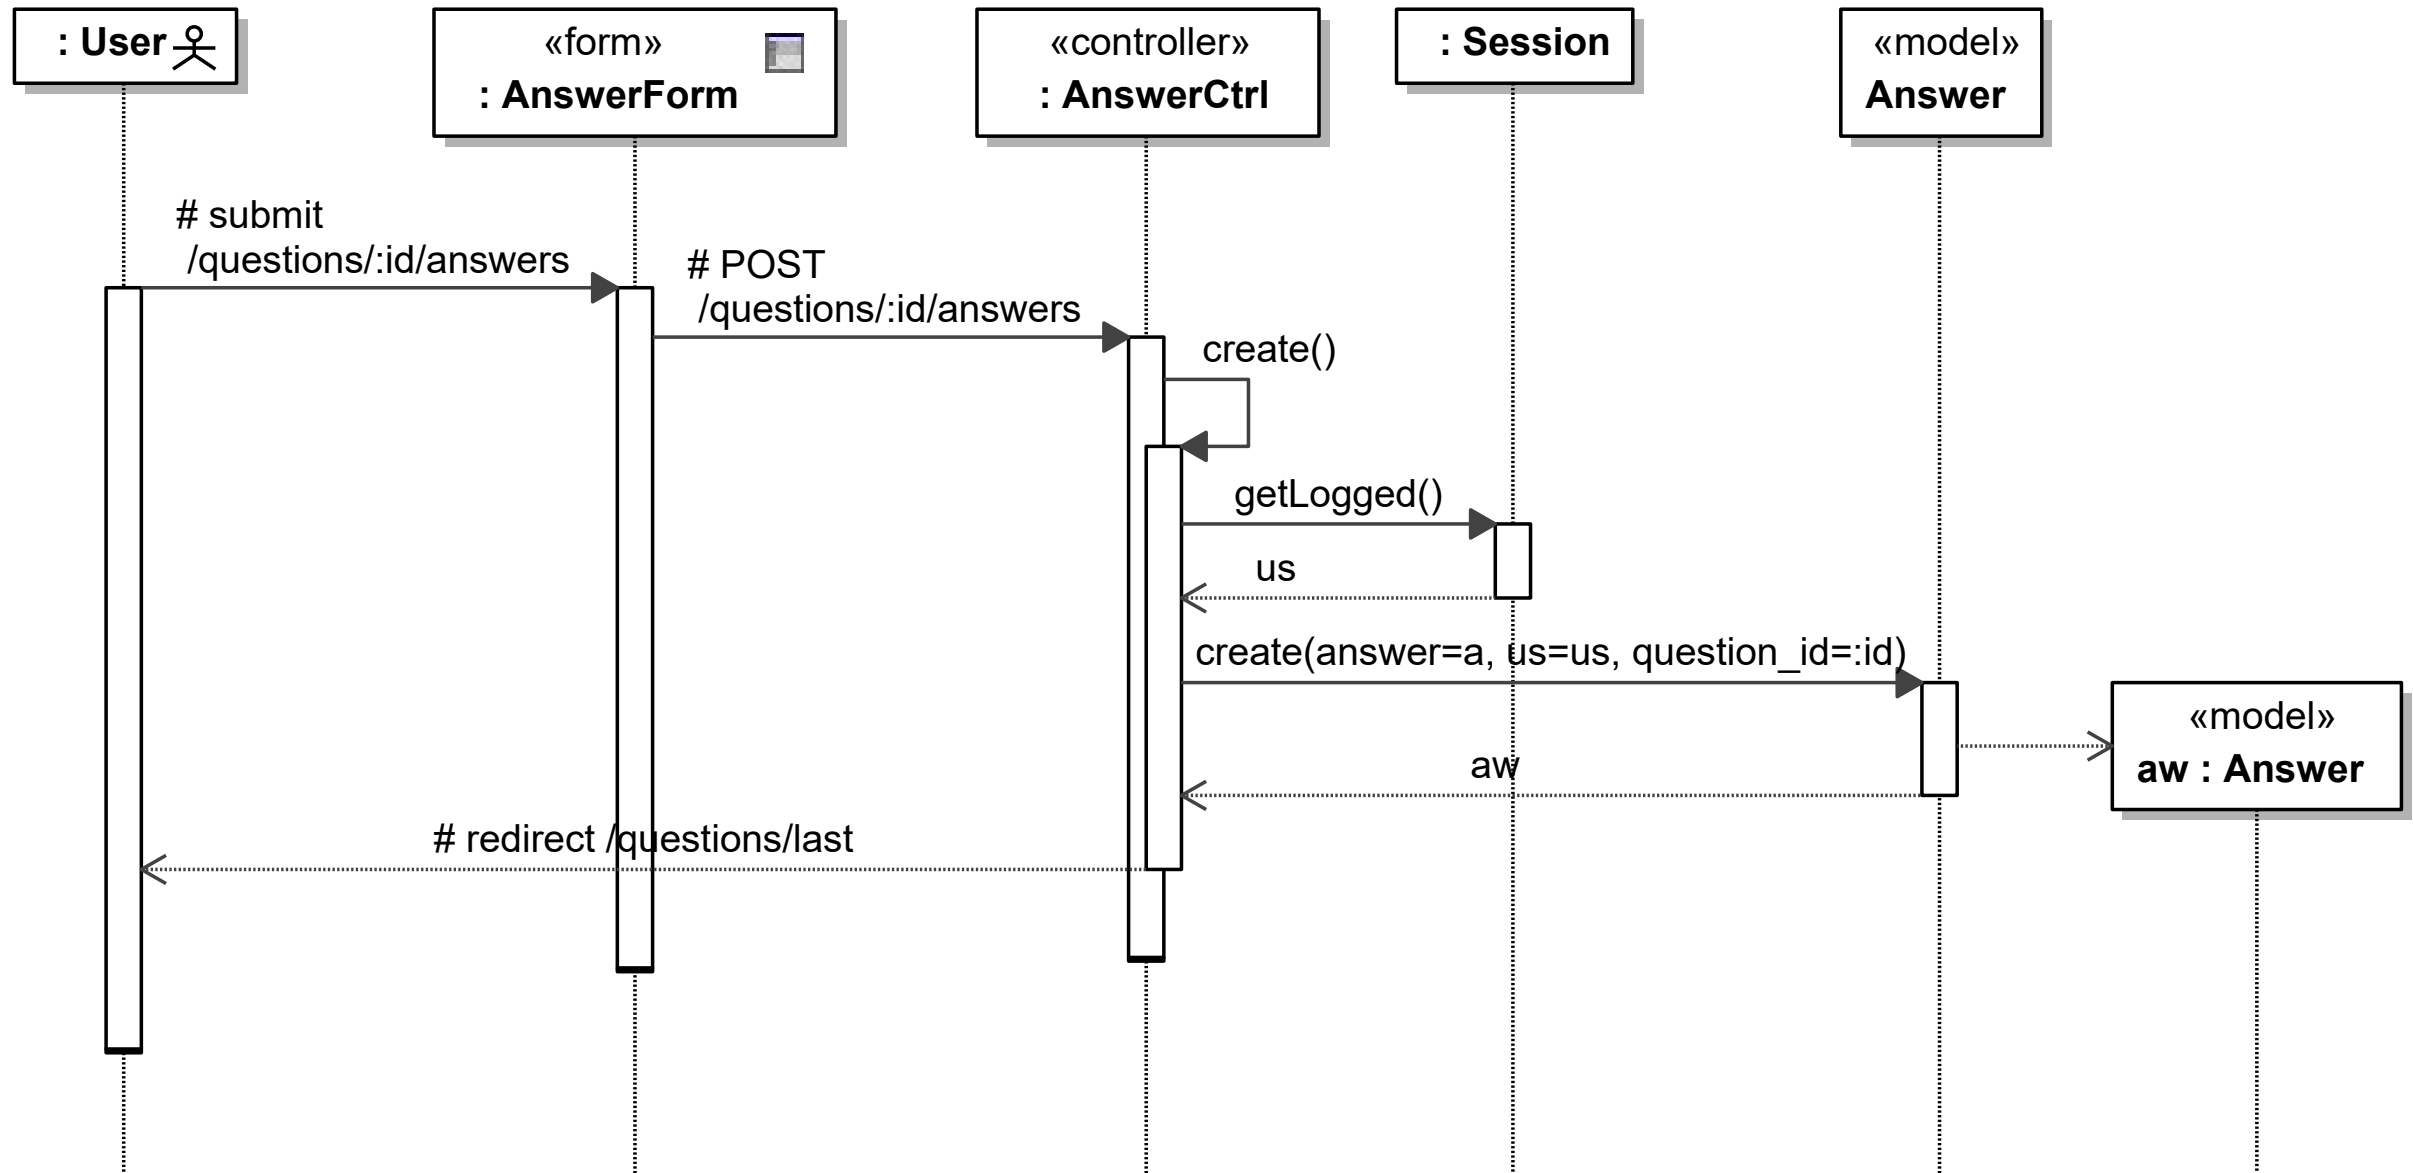 : User
«form»
: AnswerForm
«controller»
: AnswerCtrl
: Session
«model»
Answer
# submit
/questions/:id/answers
# POST
/questions/:id/answers
create()
getLogged()
us
create(answer=a, us=us, question_id=:id)
«model»
aw : Answer
aw
# redirect /questions/last